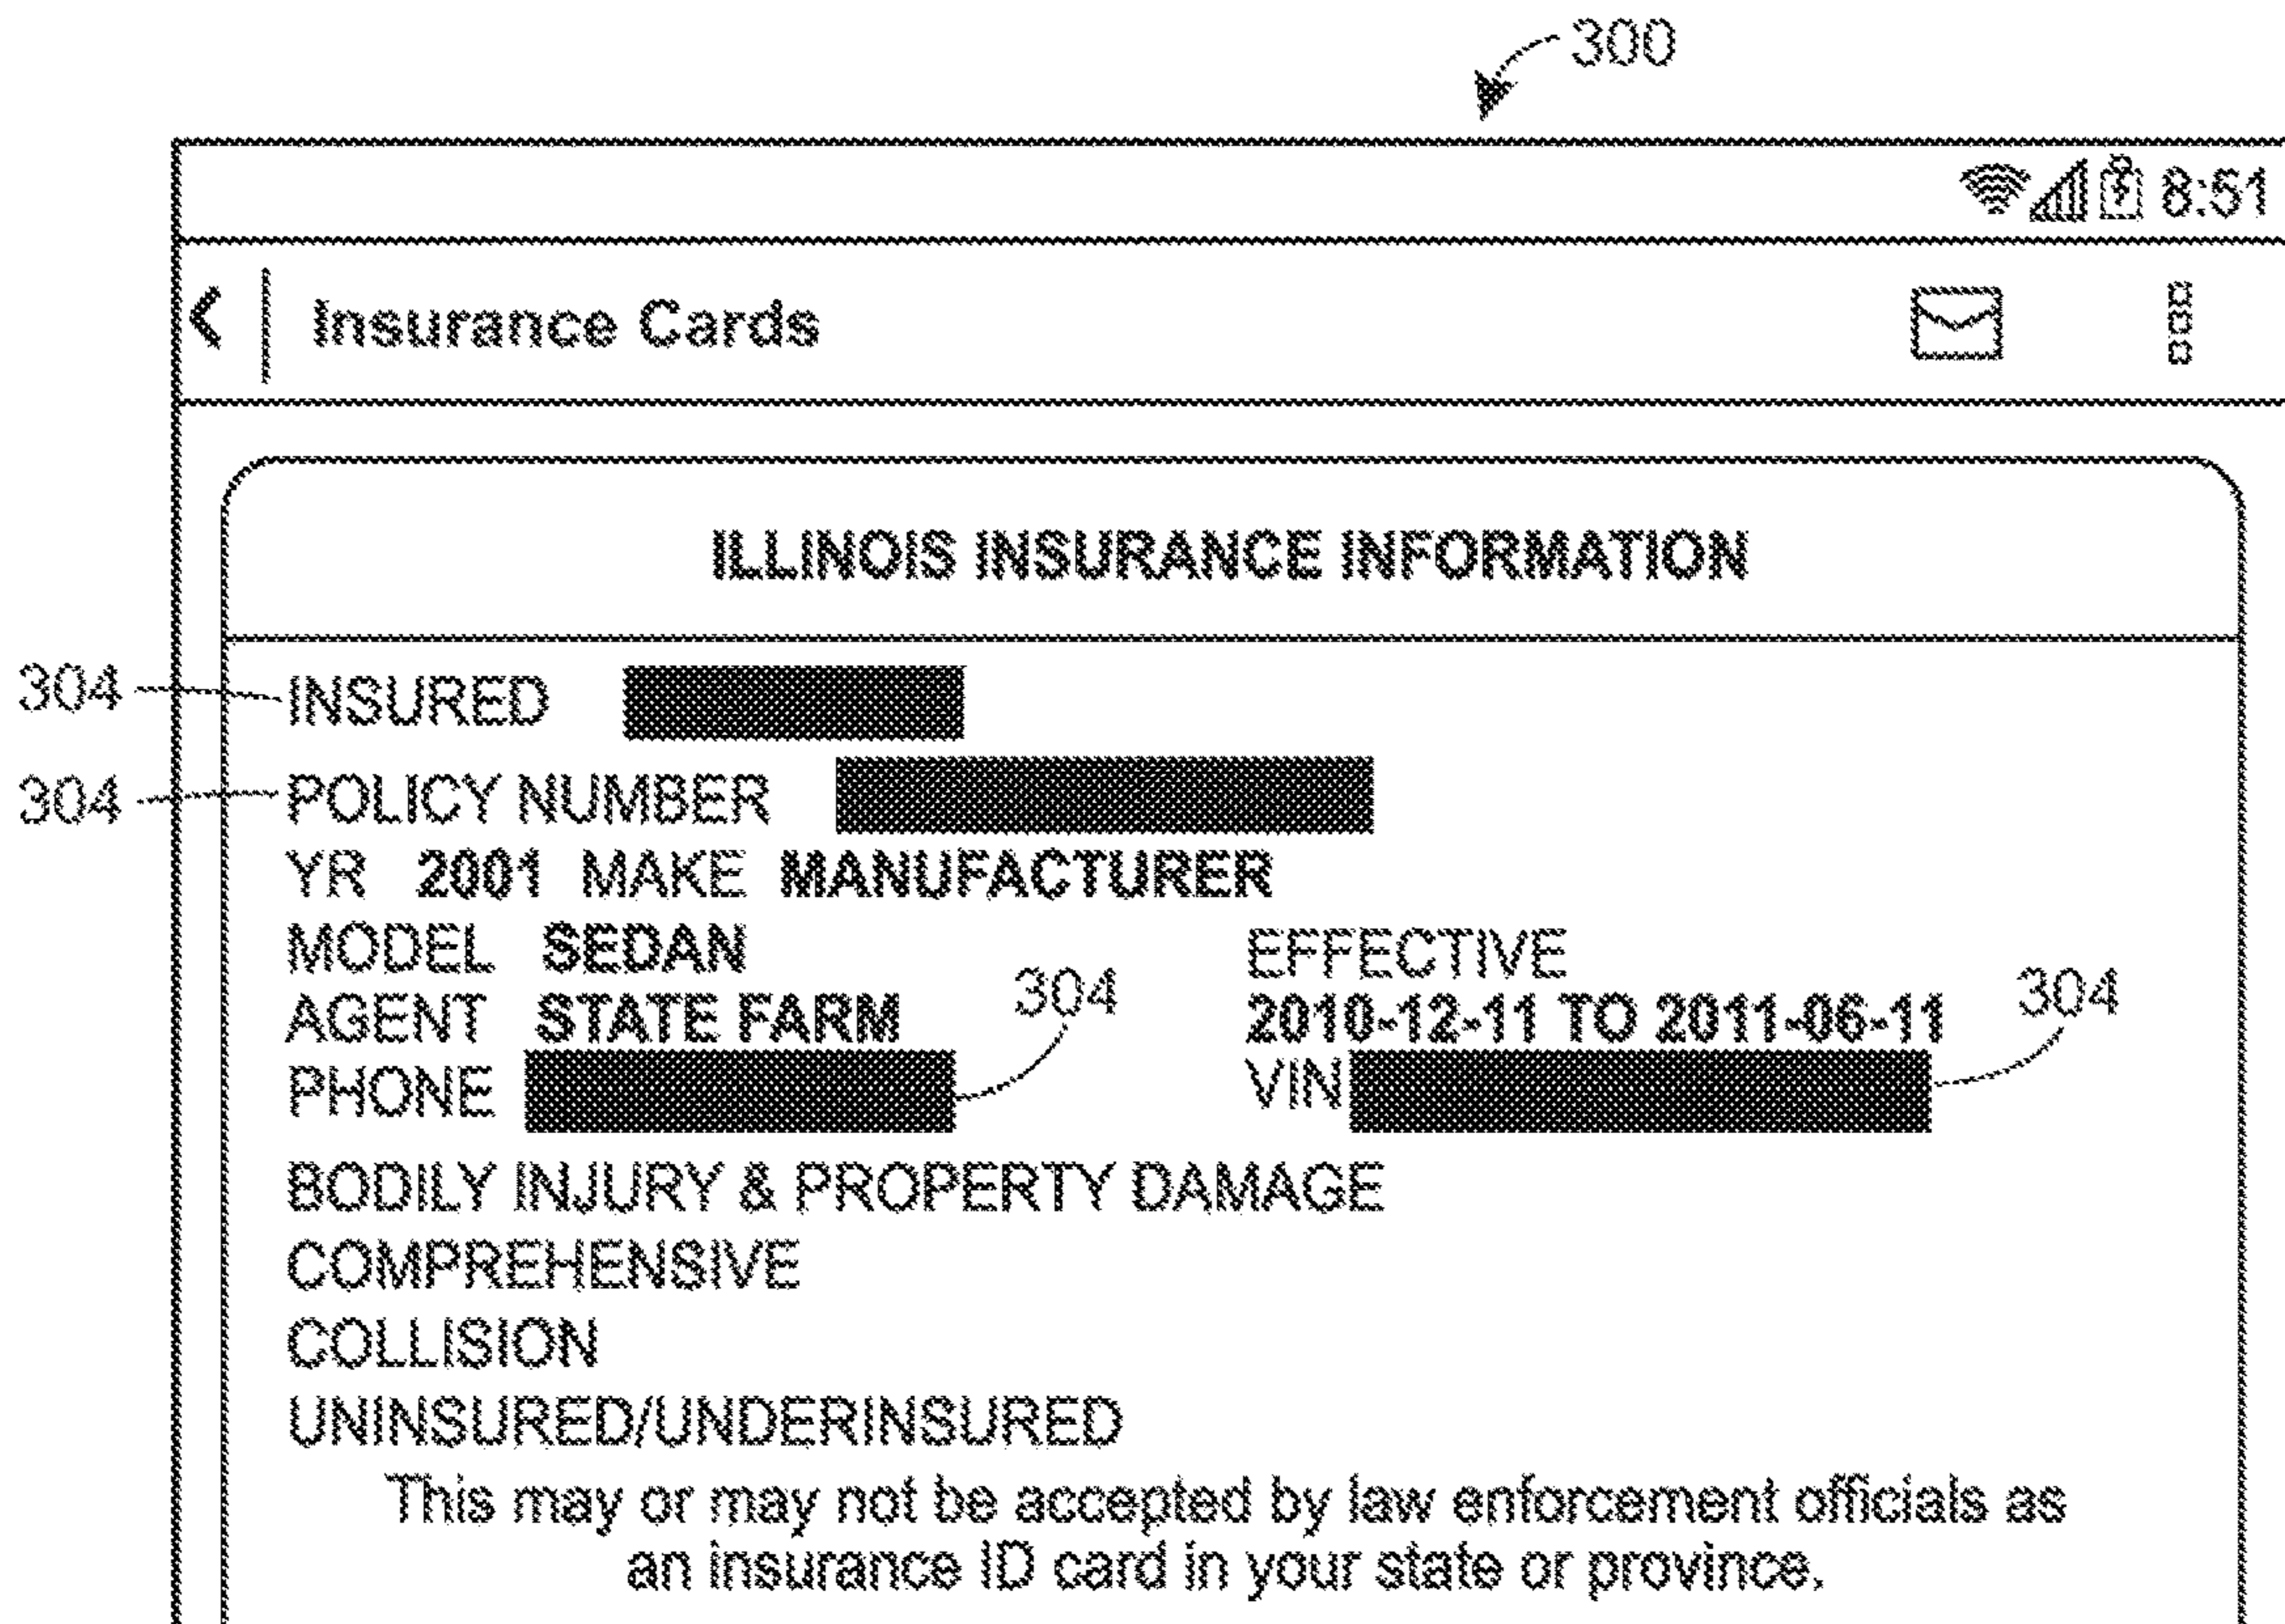 300
8:51
Insurance Cards
ILLINOIS INSURANCE INFORMATION
304 INSURED
304 POLICY NUMBER
YR 2001 MAKE MANUFACTURER
MODEL SEDAN
AGENT STATE FARM
PHONE
304
EFFECTIVE
2010-12-11 TO 2011-06-11
VIN
304
BODILY INJURY & PROPERTY DAMAGE
COMPREHENSIVE
COLLISION
UNINSURED/UNDERINSURED
This may or may not be accepted by law enforcement officials as
an insurance ID card in your state or province.